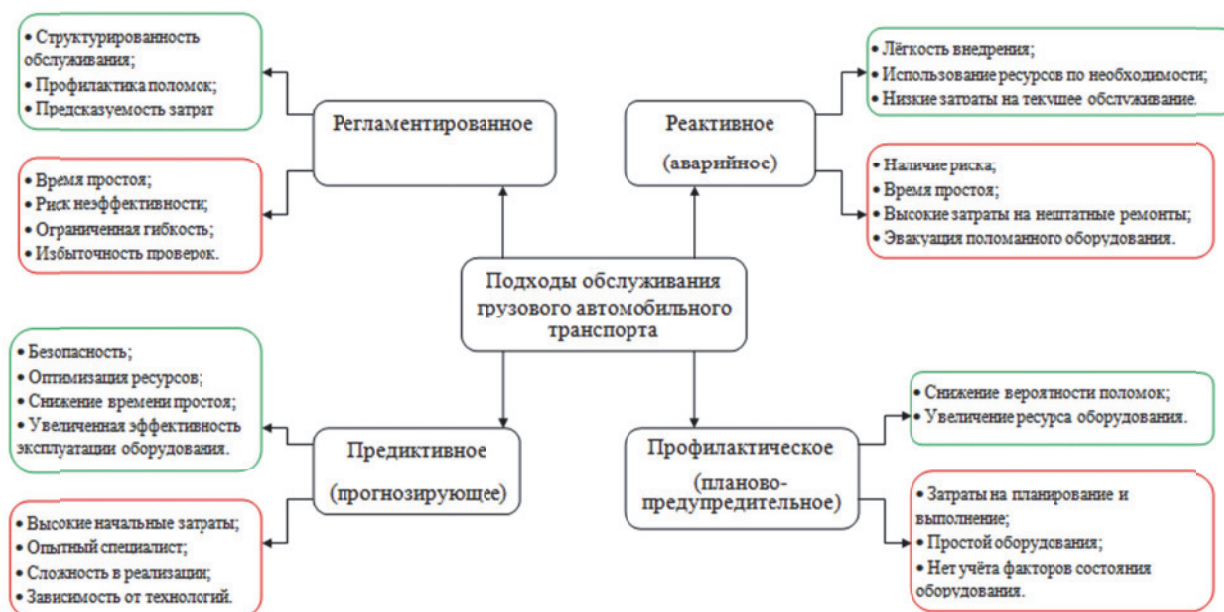 • Структурированность
обслуживания;
• Профилактика поломок;
• Предсказуемость затрат
Регламентированное
• Время простоя;
• Риск неэффективности;
• Ограниченная гибкость;
• Избыточность проверок.
• Лёгкость внедрения;
• Использование ресурсов по необходимости;
• Низкие затраты на текущее обслуживание.
Реактивное
(аварийное)
• Наличие риска;
• Время простоя;
• Высокие затраты на нештатные ремонты;
• Эвакуация поломанного оборудования.
Подходы обслуживания
грузового автомобильного
транспорта
• Безопасность;
• Оптимизация ресурсов;
• Снижение времени простоя;
• Увеличенная эффективность
эксплуатации оборудования.
Предиктивное
(прогнозирующее)
• Высокие начальные затраты;
• Опытный специалист;
• Сложность в реализации;
• Зависимость от технологий.
• Снижение вероятности поломок;
• Увеличение ресурса оборудования.
Профилактическое
(планово-
предупредительное)
• Затраты на планирование и
выполнение;
• Простой оборудования;
• Нет учёта факторов состояния
оборудования.